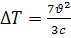 ΔT = 7𝜗²/3c